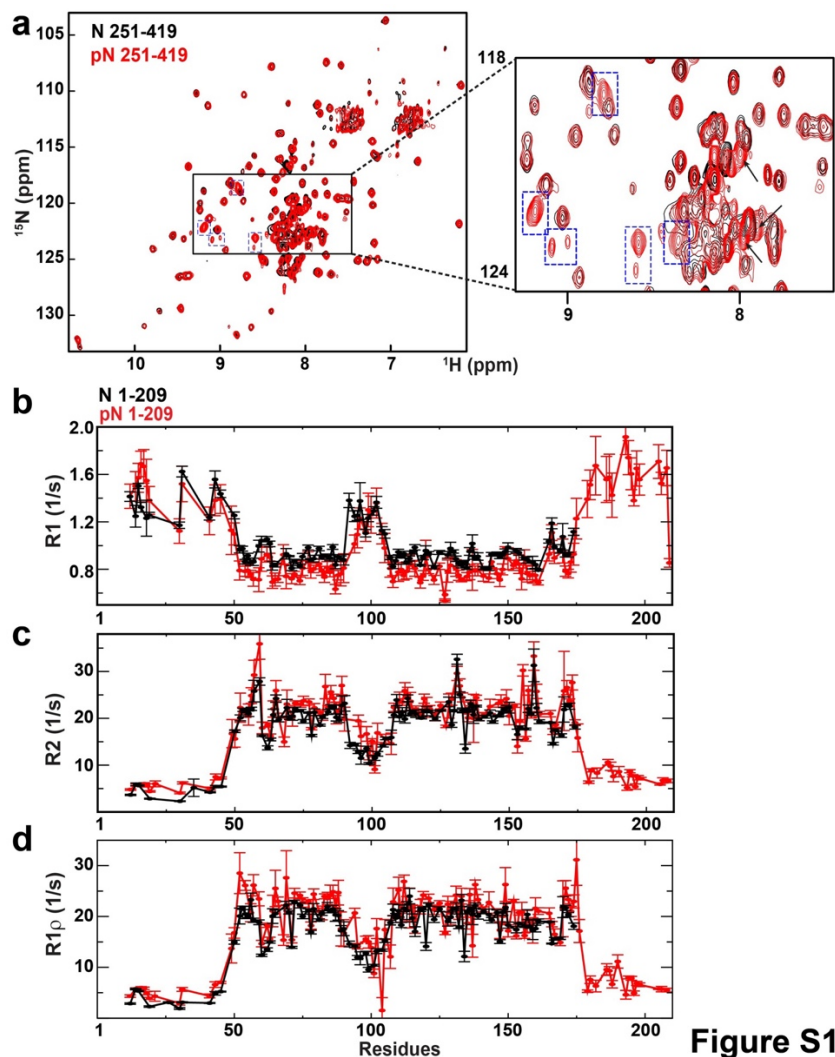 a
N 251-419
pN 251-419
105
110
115
120
125
130
15N (ppm)
10
9
8
7
1H (ppm)
118
124
9
8
b
N 1-209
pN 1-209
2.0
1.6
1.2
0.8
R1 (1/s)
1
50
100
150
200
c
30
20
10
R2 (1/s)
1
50
100
150
200
d
30
20
10
R1ρ (1/s)
1
50
100
150
200
Residues
Figure S1